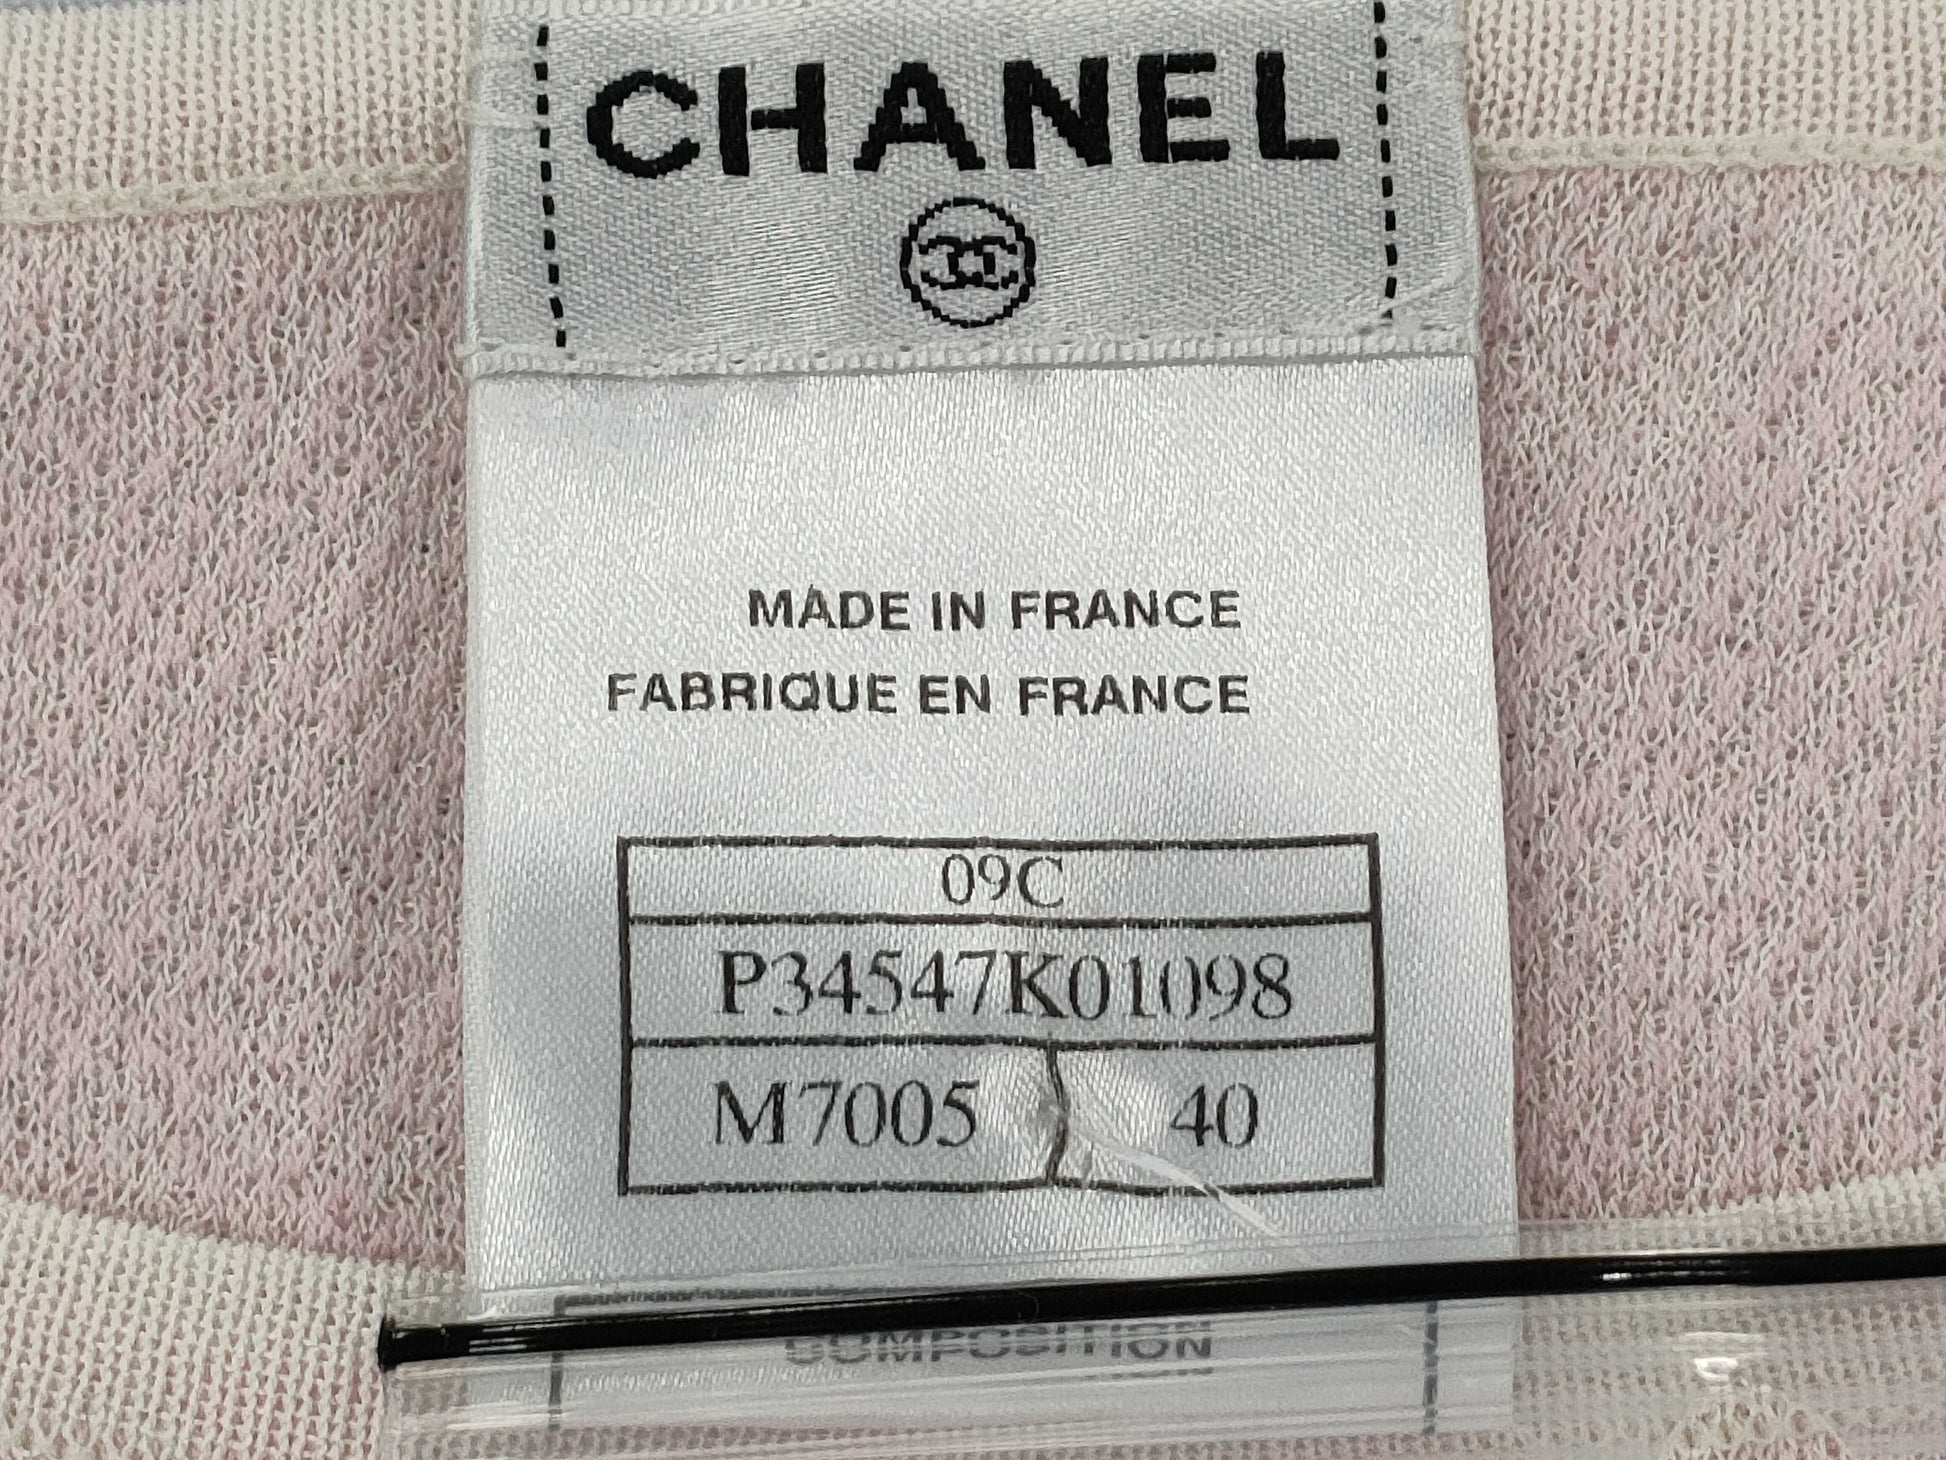 CHANEL
MADE IN FRANCE
FABRIQUE EN FRANCE
09C
P34547K01098
M7005 40
COMPOSITION